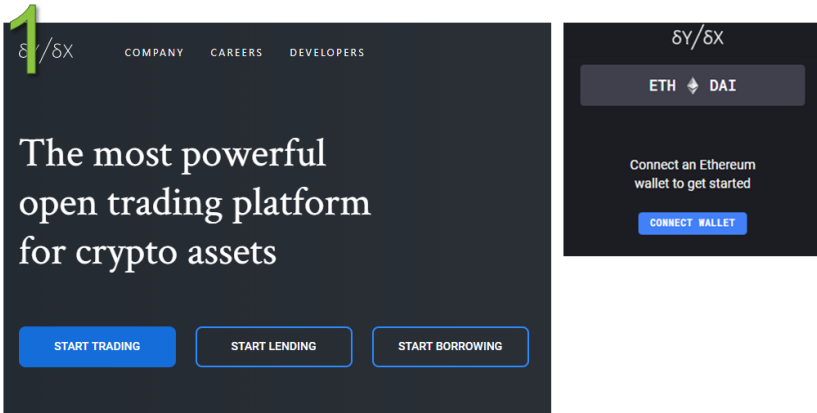 1
δY/δX
COMPANY CAREERS DEVELOPERS
The most powerful
open trading platform
for crypto assets
START TRADING START LENDING START BORROWING
δY/δX
ETH DAI
Connect an Ethereum
wallet to get started
CONNECT WALLET